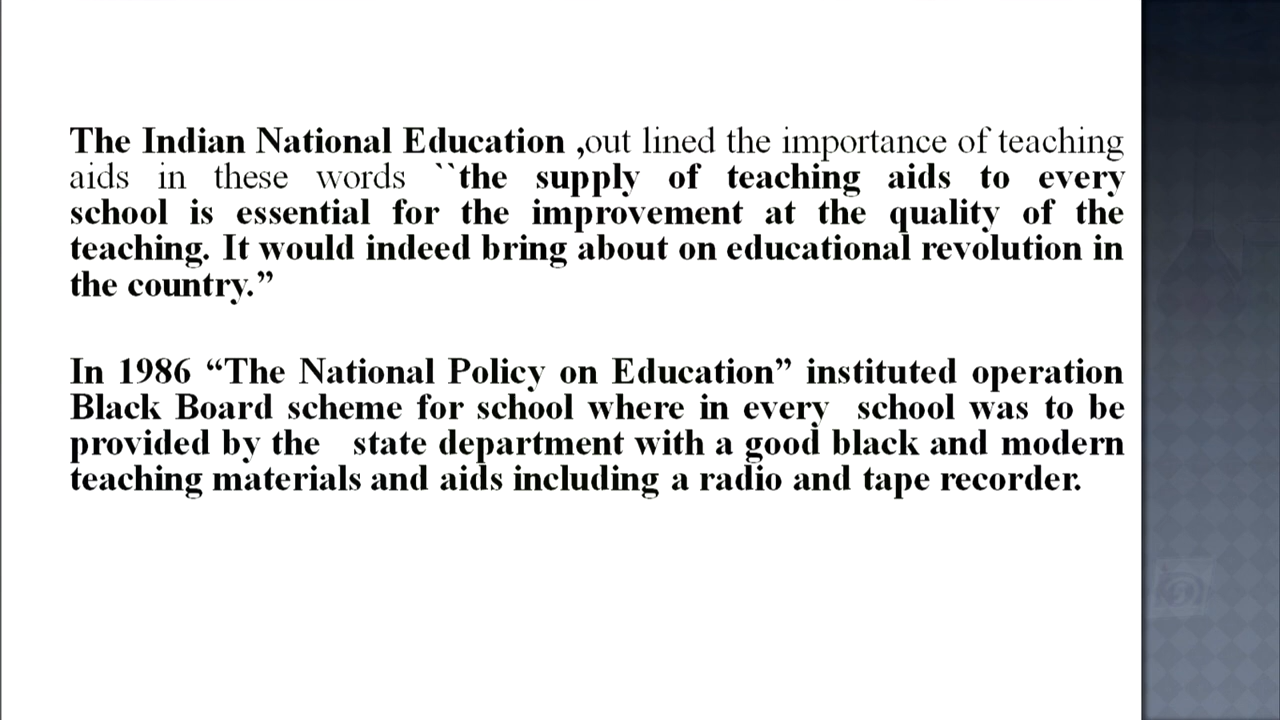 The Indian National Education ,out lined the importance of teaching
aids in these words ``the supply of teaching aids to every
school is essential for the improvement at the quality of the
teaching. It would indeed bring about on educational revolution in
the country.”
In 1986 “The National Policy on Education” instituted operation
Black Board scheme for school where in every school was to be
provided by the state department with a good black and modern
teaching materials and aids including a radio and tape recorder.